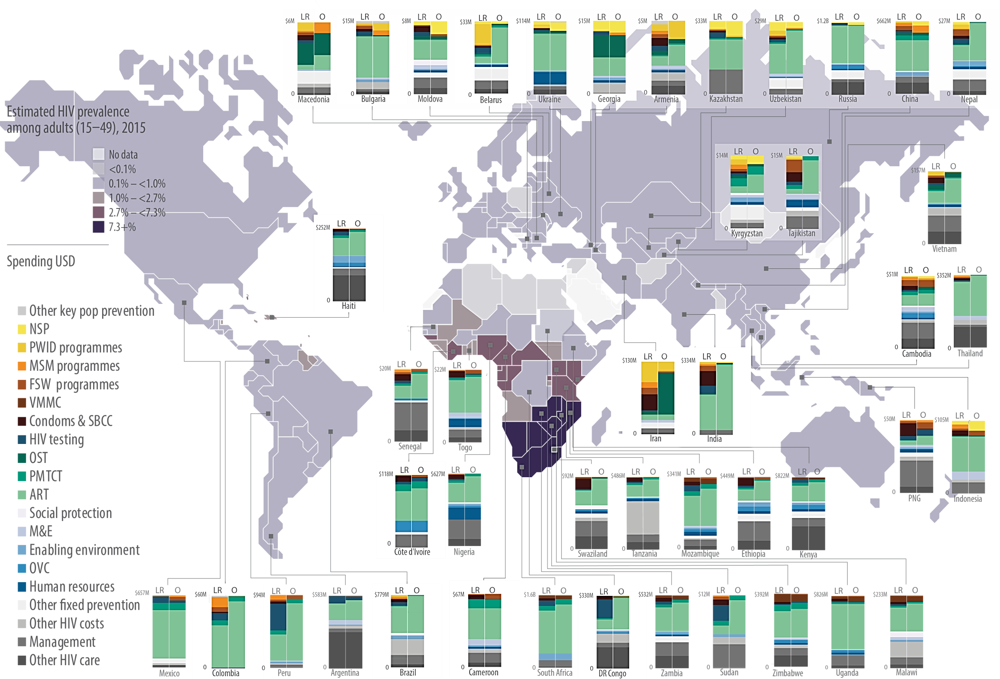 LR O LR O LR O LR O LR O LR O LR O LR O LR O LR O LR O LR O
$6M $15M $8M $33M $114M $15M $5M $33M $29M $1.2B $662M $27M
0 0 0 0 0 0 0 0 0 0 0 0
Macedonia Bulgaria Moldova Belarus Ukraine Georgia Armenia Kazakhstan Uzbekistan Russia China Nepal
Estimated HIV prevalence
among adults (15–49), 2015
No data
<0.1%
0.1% – <1.0%
1.0% – <2.7%
2.7% – <7.3%
7.3+%
Spending USD
Other key pop prevention
NSP
PWID programmes
MSM programmes
FSW programmes
VMMC
Condoms & SBCC
HIV testing
OST
PMTCT
ART
Social protection
M&E
Enabling environment
OVC
Human resources
Other fixed prevention
Other HIV costs
Management
Other HIV care
LR O LR O
$14M $15M
0 0
Kyrgyzstan Tajikistan
LR O
$157M
0
Vietnam
LR O
$252M
0
Haiti
LR O LR O
$51M $352M
0 0
Cambodia Thailand
LR O LR O
$20M $22M
0 0
Senegal Togo
LR O LR O
$130M $334M
0 0
Iran India
LR O LR O
$50M $105M
0 0
PNG Indonesia
LR O LR O
$118M $627M
0
Côte d'Ivoire Nigeria
LR O LR O LR O LR O LR O
$92M $486M $341M $449M $822M
0 0 0 0 0
Swaziland Tanzania Mozambique Ethiopia Kenya
LR O LR O LR O LR O LR O LR O LR O LR O LR O LR O LR O LR O LR O
$657M $60M $94M $583M $779M $67M $1.6B $330M $532M $12M $392M $826M $233M
0 0 0 0 0 0 0 0 0 0 0 0
Mexico Colombia Peru Argentina Brazil Cameroon South Africa DR Congo Zambia Sudan Zimbabwe Uganda Malawi